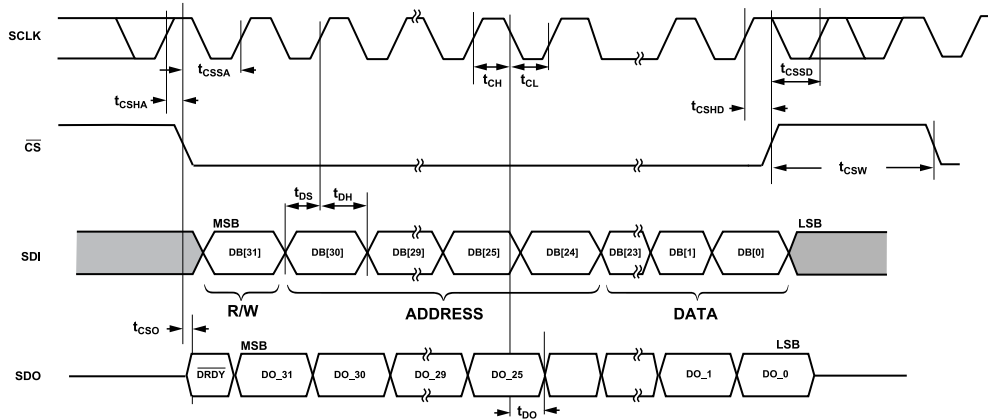 SCLK
tCSSA
tCH
tCL
tCSSD
tCSHA
tCSHD
CS
tCSW
tDS
tDH
MSB
LSB
SDI
DB[31]
DB[30]
DB[29]
DB[25]
DB[24]
DB[23]
DB[1]
DB[0]
R/W
ADDRESS
DATA
tCSO
MSB
LSB
SDO
DRDY
DO_31
DO_30
DO_29
DO_25
DO_1
DO_0
tDO